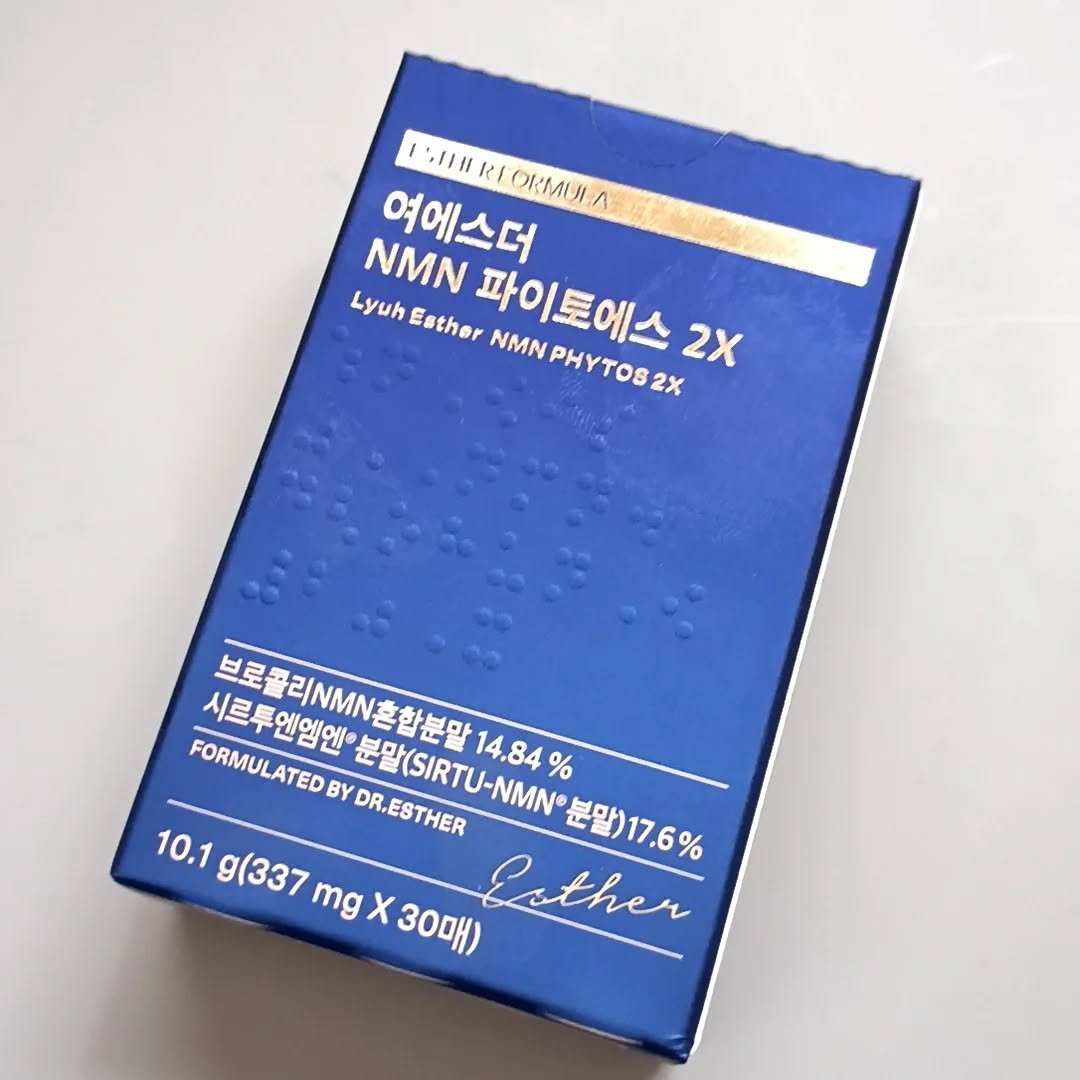 ESTHER FORMULA
여에스더
NMN 파이토에스 2X
Lyuh Esther NMN PHYTOS 2X
브로콜리NMN혼합분말 14.84 %
시르투엔엠엔® 분말(SIRTU-NMN® 분말)17.6%
FORMULATED BY DR.ESTHER
Esther
10.1 g(337 mg X 30매)